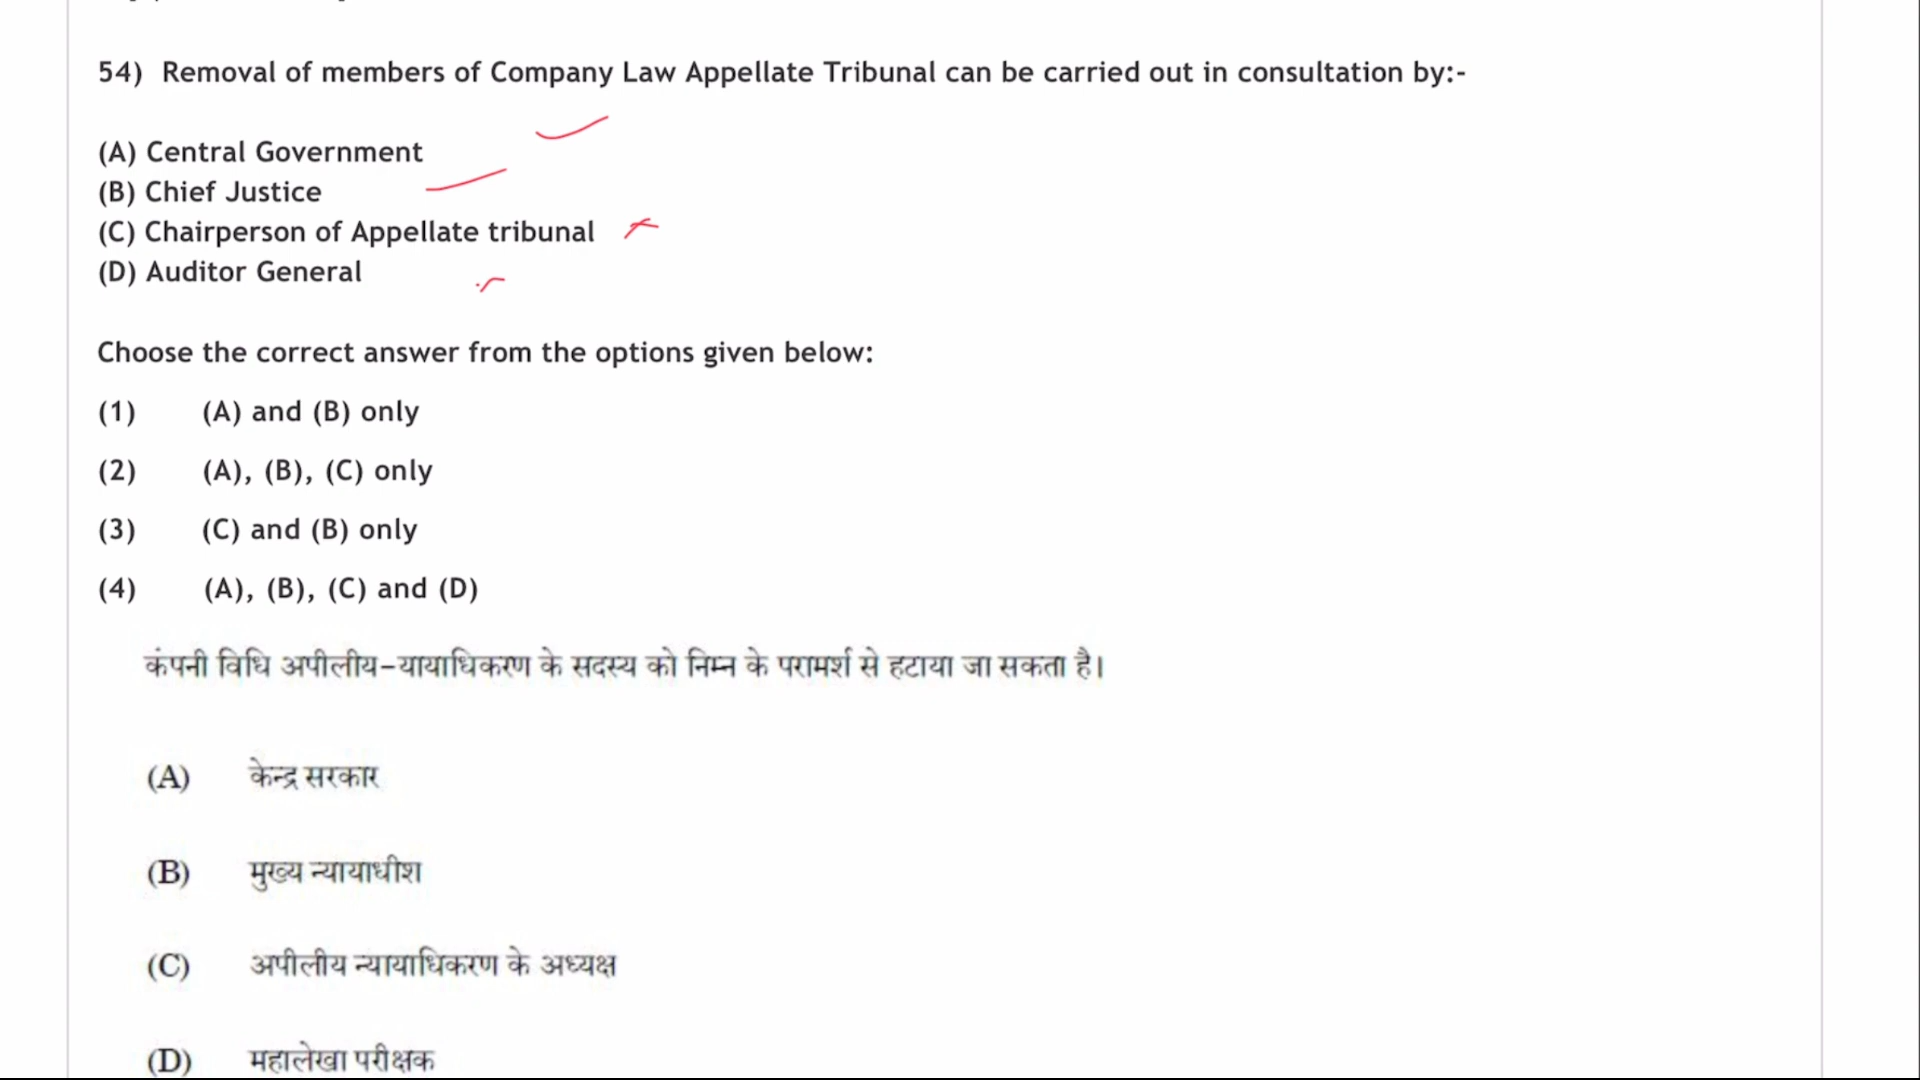 54) Removal of members of Company Law Appellate Tribunal can be carried out in consultation by:-
(A) Central Government
(B) Chief Justice
(C) Chairperson of Appellate tribunal
(D) Auditor General
Choose the correct answer from the options given below:
(1) (A) and (B) only
(2) (A), (B), (C) only
(3) (C) and (B) only
(4) (A), (B), (C) and (D)
कंपनी विधि अपीलीय-यायाधिकरण के सदस्य को निम्न के परामर्श से हटाया जा सकता है।
(A) केन्द्र सरकार
(B) मुख्य न्यायाधीश
(C) अपीलीय न्यायाधिकरण के अध्यक्ष
(D) महालेखा परीक्षक